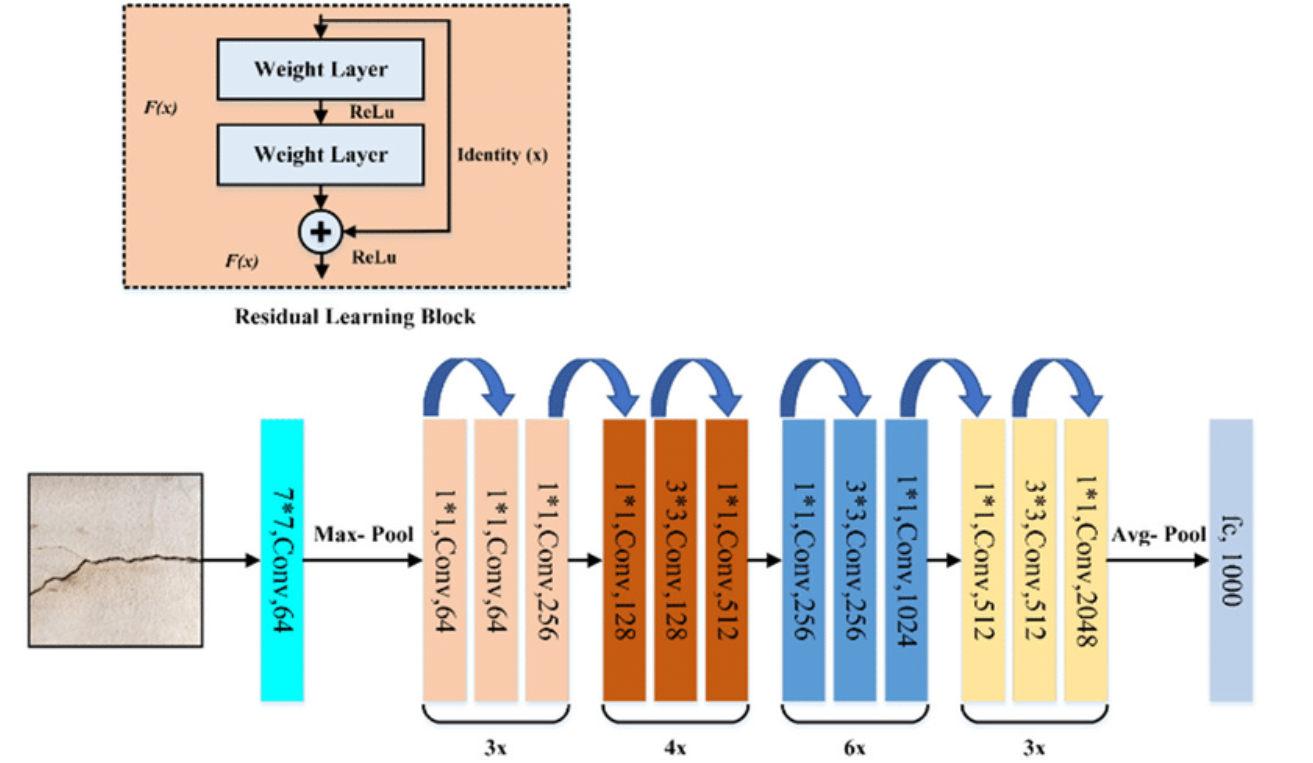 Weight Layer
F(x)
ReLu
Weight Layer
Identity (x)
+
F(x)
ReLu
Residual Learning Block
7*7,Conv,64
Max- Pool
1*1,Conv,64
1*1,Conv,64
1*1,Conv,256
1*1,Conv,128
3*3,Conv,128
1*1,Conv,512
1*1,Conv,256
3*3,Conv,256
1*1,Conv,1024
1*1,Conv,512
3*3,Conv,512
1*1,Conv,2048
Avg- Pool
fc, 1000
3x
4x
6x
3x